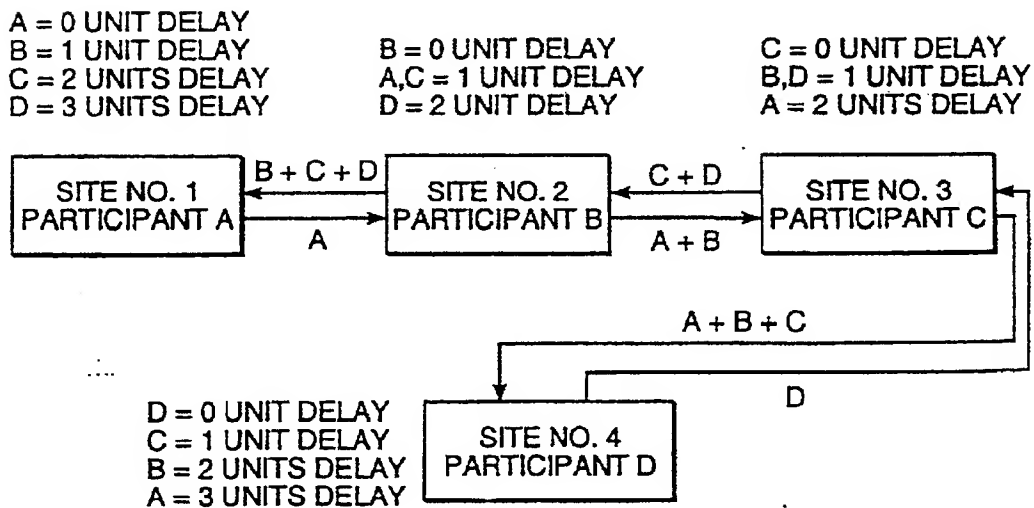 A = 0 UNIT DELAY
B = 1 UNIT DELAY
C = 2 UNITS DELAY
D = 3 UNITS DELAY
B = 0 UNIT DELAY
A,C = 1 UNIT DELAY
D = 2 UNIT DELAY
C = 0 UNIT DELAY
B,D = 1 UNIT DELAY
A = 2 UNITS DELAY
SITE NO. 1
PARTICIPANT A
B + C + D
A
SITE NO. 2
PARTICIPANT B
C + D
A + B
SITE NO. 3
PARTICIPANT C
A + B + C
D
D = 0 UNIT DELAY
C = 1 UNIT DELAY
B = 2 UNITS DELAY
A = 3 UNITS DELAY
SITE NO. 4
PARTICIPANT D